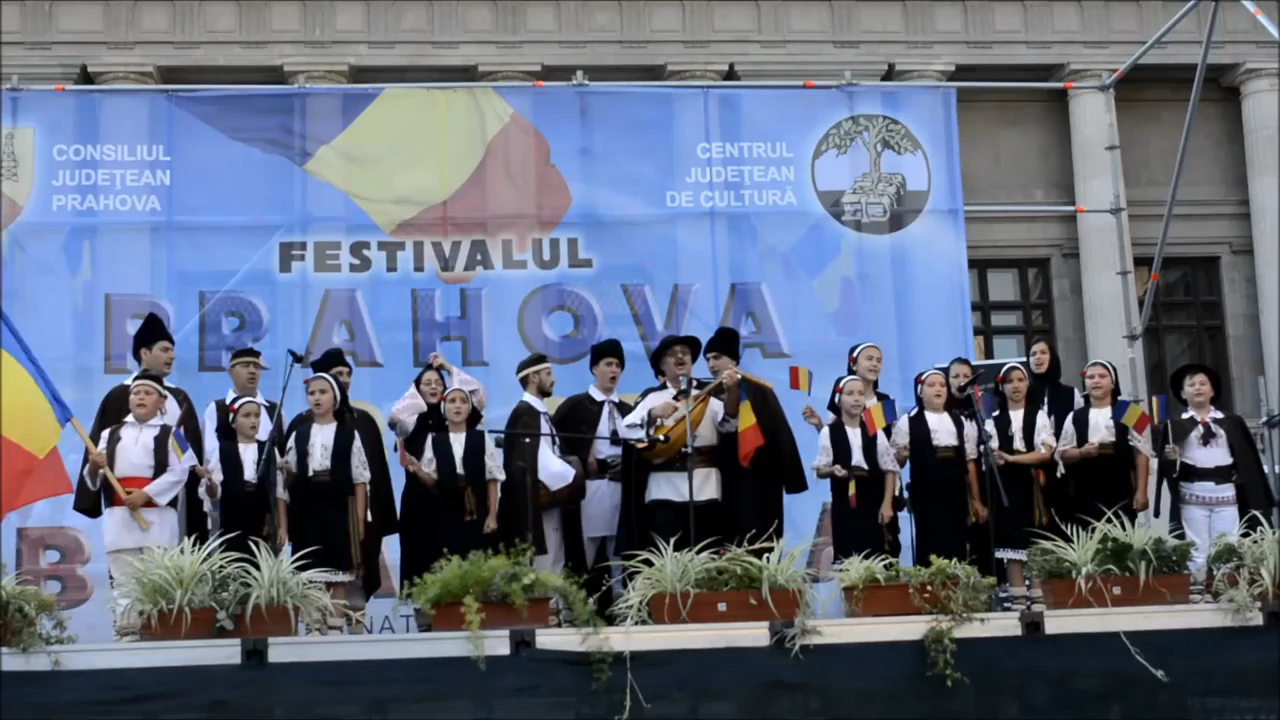 CONSILIUL
JUDEŢEAN
PRAHOVA
CENTRUL
JUDEŢEAN
DE CULTURĂ
FESTIVALUL
PRAHOVA